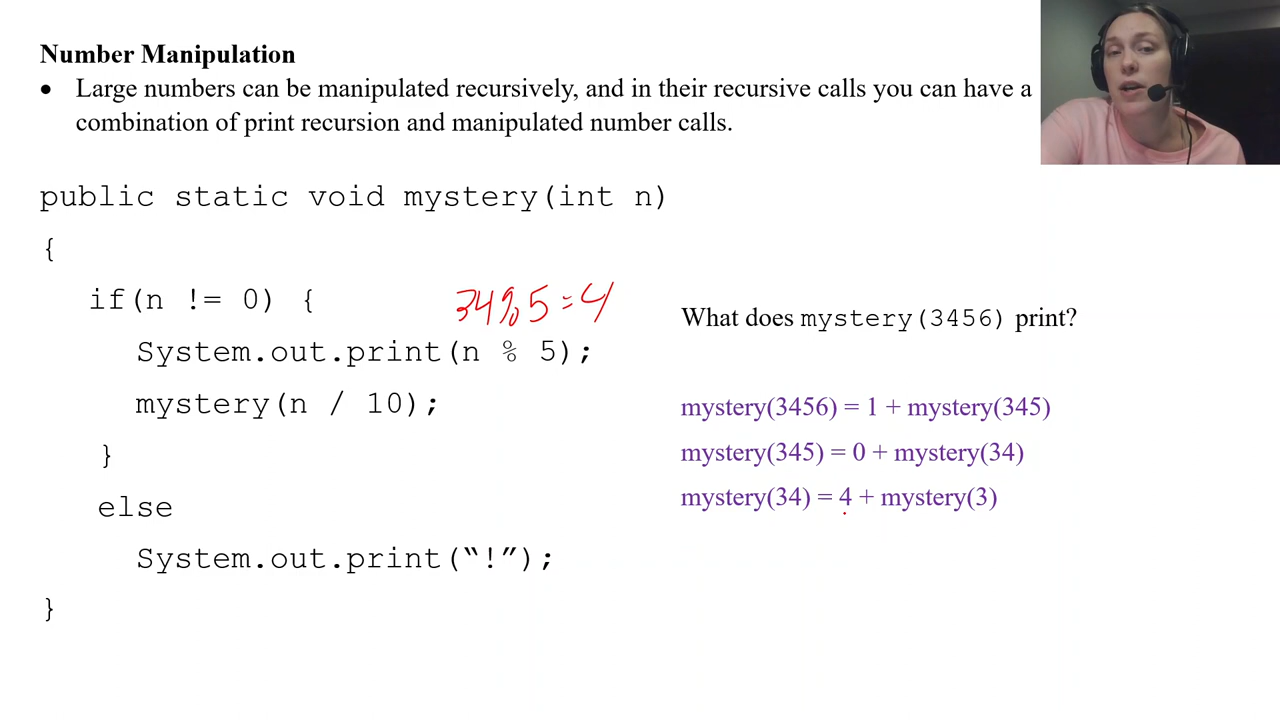 Number Manipulation
• Large numbers can be manipulated recursively, and in their recursive calls you can have a
combination of print recursion and manipulated number calls.
public static void mystery(int n)
{
if(n != 0) {
34%5=4
System.out.print(n % 5);
mystery(n / 10);
}
else
System.out.print(“!”);
}
What does mystery(3456) print?
mystery(3456) = 1 + mystery(345)
mystery(345) = 0 + mystery(34)
mystery(34) = 4 + mystery(3)